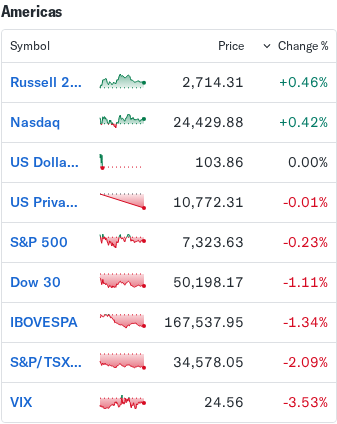 Americas
Symbol Price Change %
Russell 2... 2,714.31 +0.46%
Nasdaq 24,429.88 +0.42%
US Dolla... 103.86 0.00%
US Priva... 10,772.31 -0.01%
S&P 500 7,323.63 -0.23%
Dow 30 50,198.17 -1.11%
IBOVESPA 167,537.95 -1.34%
S&P/TSX... 34,578.05 -2.09%
VIX 24.56 -3.53%